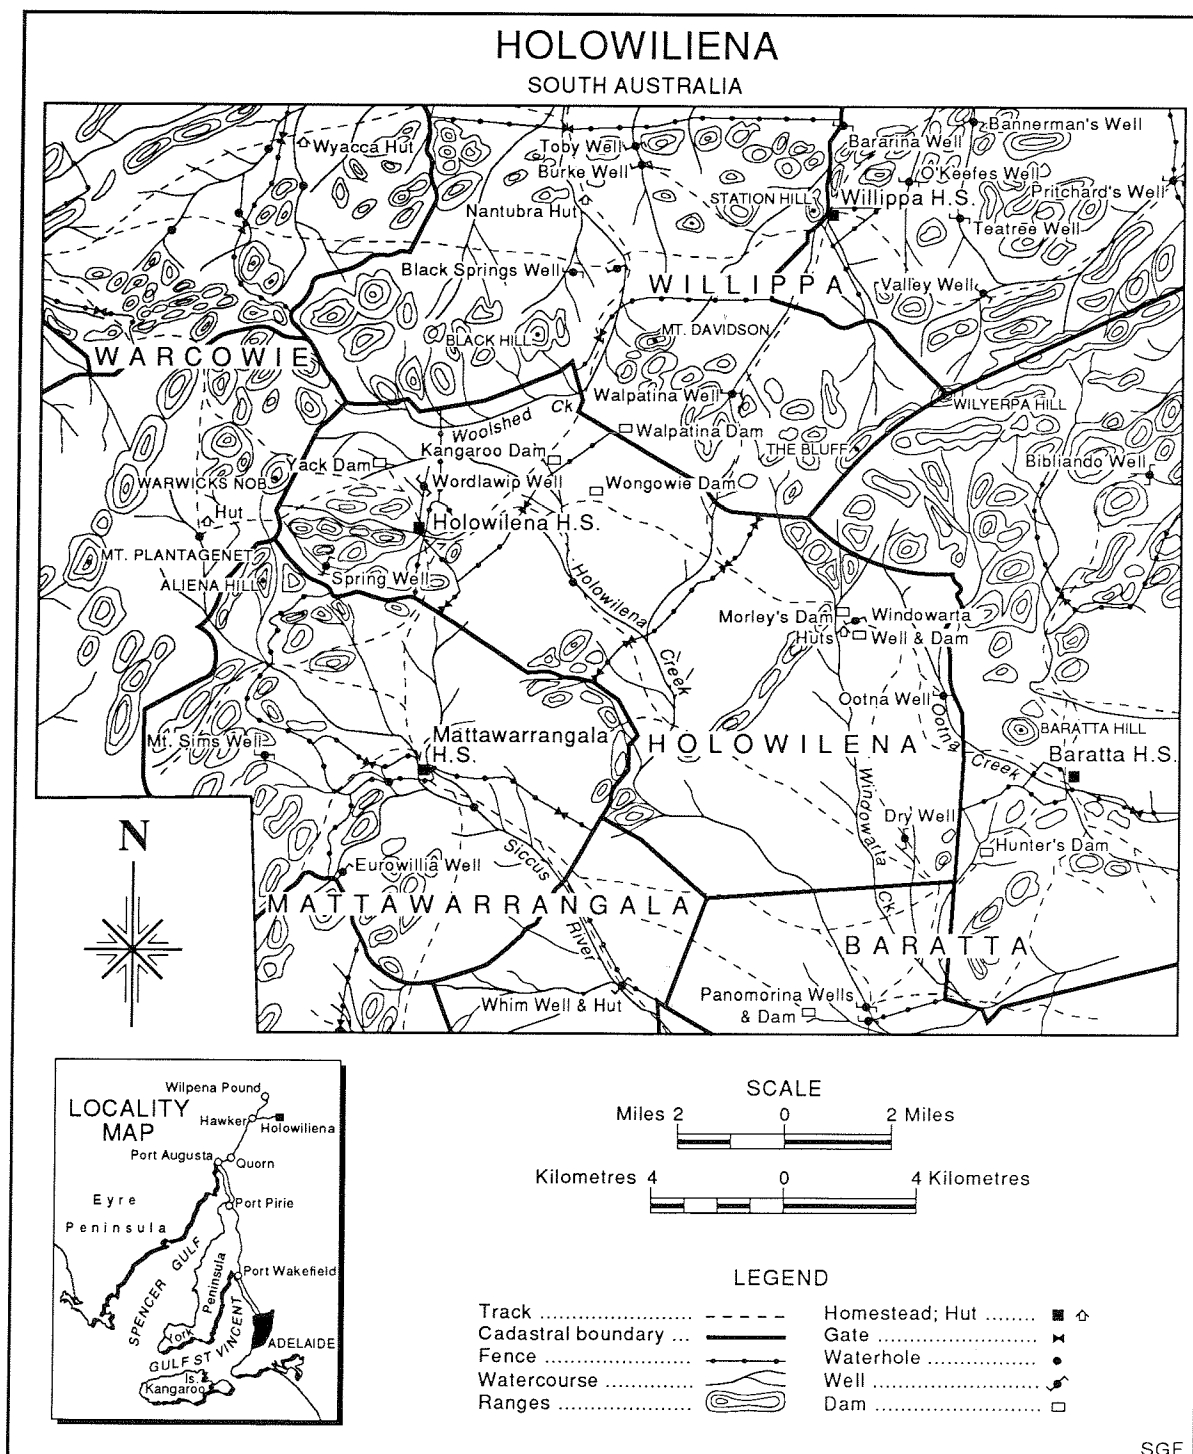 HOLOWILIENA
SOUTH AUSTRALIA
Bannerman's Well
Wyacca Hut
Toby Well
Bararina Well
Burke Well
O'Keefes Well
Pritchard's Well
Nantubra Hut
STATION HILL
Willippa H.S.
Teatree Well
Black Springs Well
WILLIPPA
Valley Well
MT. DAVIDSON
BLACK HILL
WARCOWIE
Walpatina Well
WILYERPA HILL
Woolshed Ck.
Walpatina Dam
Kangaroo Dam
THE BLUFF
Yack Dam
Bibliando Well
WARWICKS NOB
Wordlawip Well
Wongowie Dam
Hut
Holowilena H.S.
MT. PLANTAGENET
ALIENA HILL
Spring Well
Holowilena Creek
Morley's Dam
Windowarta
Huts
Well & Dam
Ootna Well
Ootna Creek
BARATTA HILL
Mt. Sims Well
Mattawarrangala
H.S.
HOLOWILENA
Baratta H.S.
Windowarta Ck.
Dry Well
Hunter's Dam
Siccus River
Eurowillia Well
MATTAWARRANGALA
BARATTA
Whim Well & Hut
Panomorina Wells
& Dam
N
LOCALITY
MAP
Wilpena Pound
Hawker
Holowiliena
Port Augusta
Quorn
Eyre
Peninsula
Port Pirie
SPENCER GULF
Port Wakefield
York Peninsula
GULF ST VINCENT
ADELAIDE
Kangaroo Is.
SCALE
Miles 2 0 2 Miles
Kilometres 4 0 4 Kilometres
LEGEND
Track
Cadastral boundary
Fence
Watercourse
Ranges
Homestead; Hut
Gate
Waterhole
Well
Dam
SGF